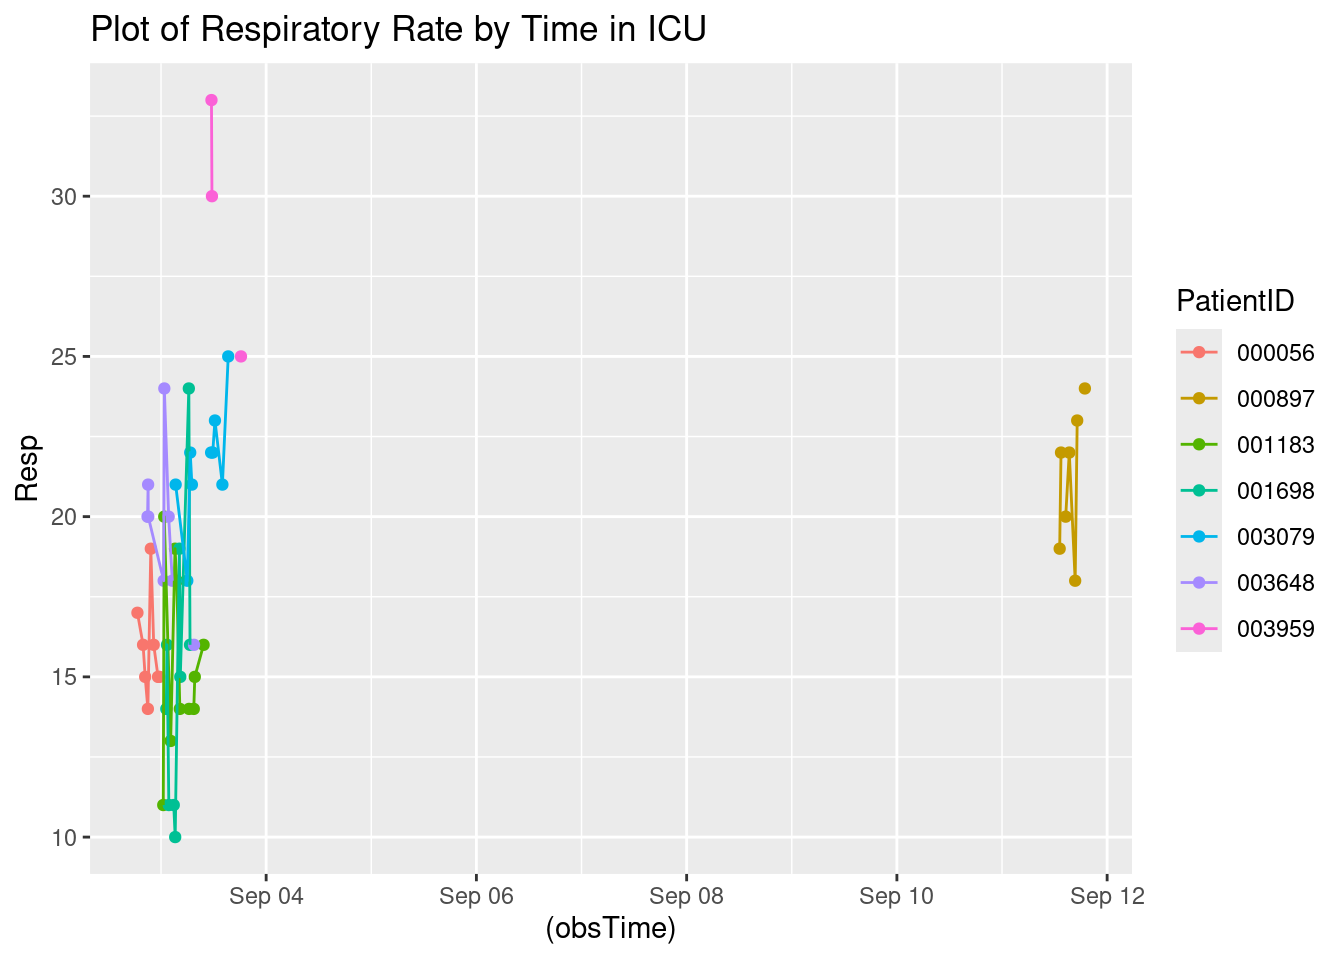 Plot of Respiratory Rate by Time in ICU
30
25
20
15
10
Resp
Sep 04
Sep 06
Sep 08
Sep 10
Sep 12
(obsTime)
PatientID
000056
000897
001183
001698
003079
003648
003959